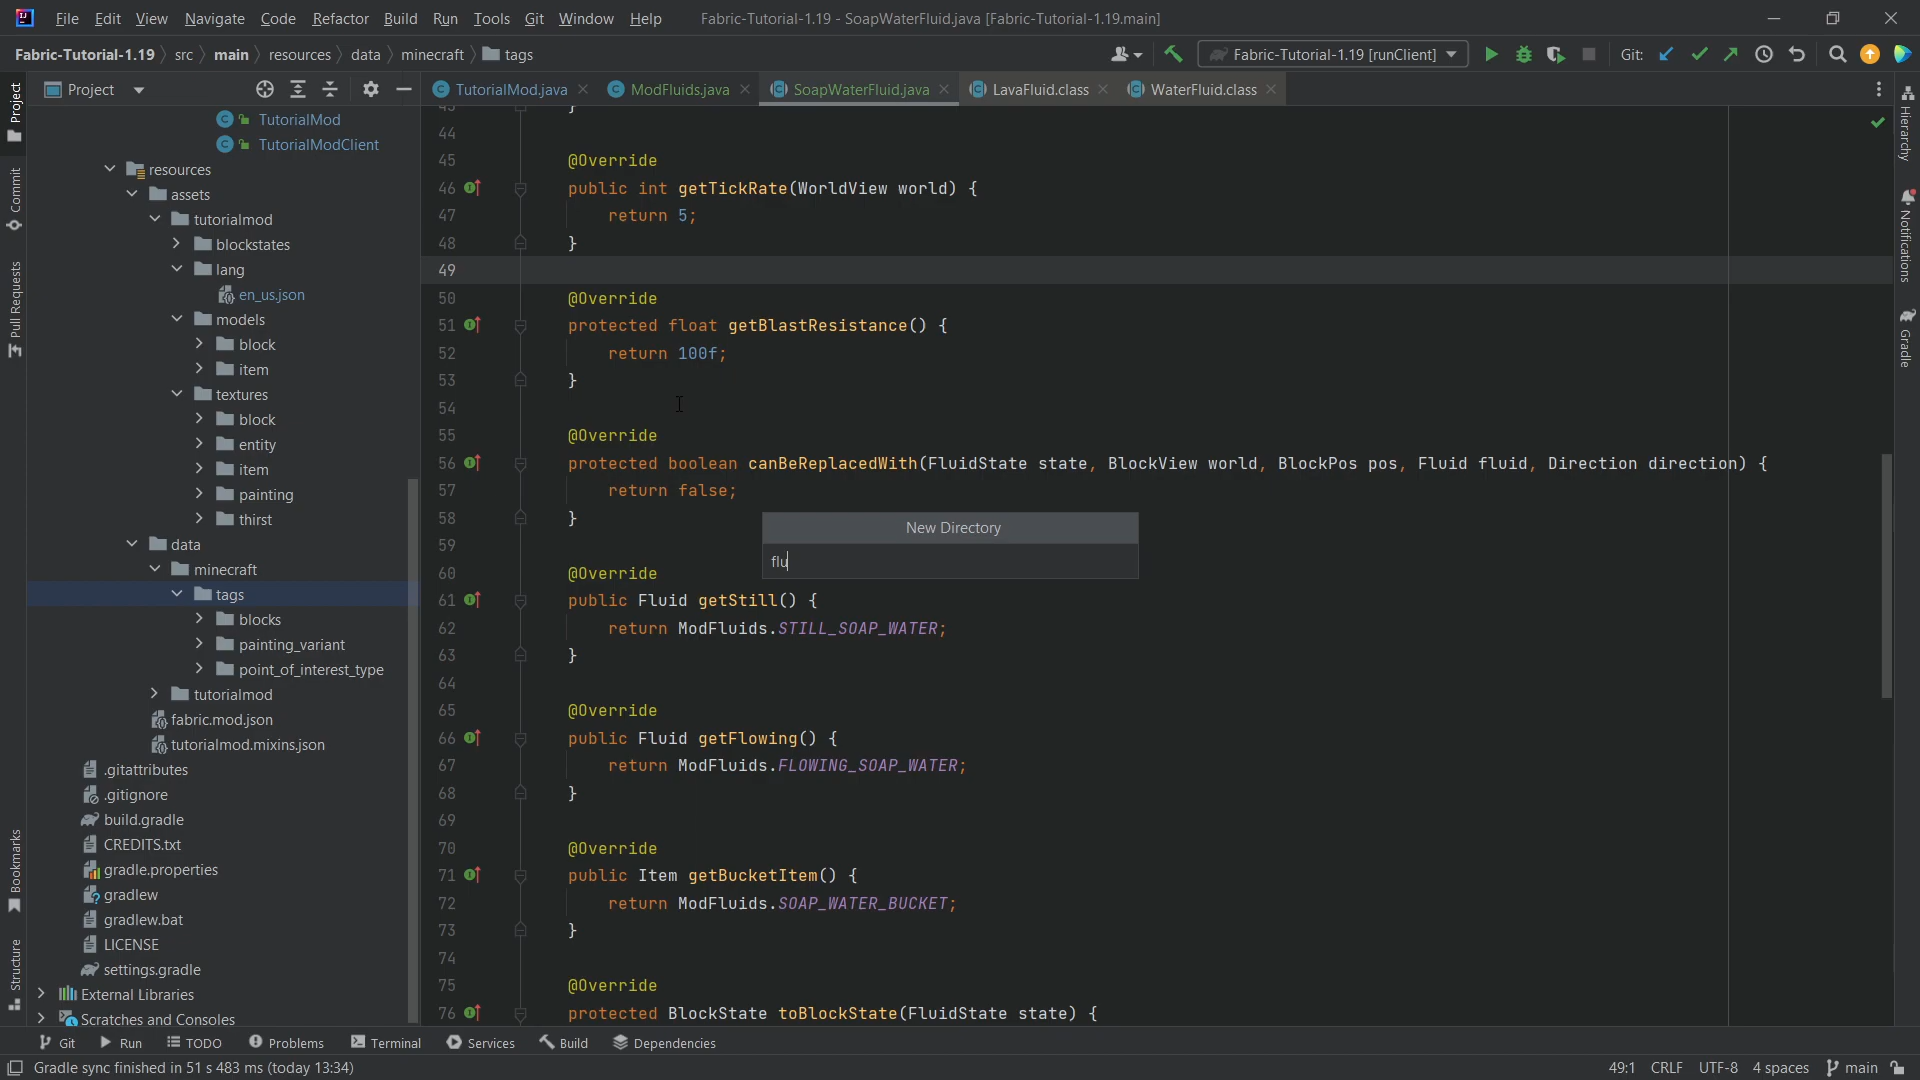 File Edit View Navigate Code Refactor Build Run Tools Git Window Help Fabric-Tutorial-1.19 - SoapWaterFluid.java [Fabric-Tutorial-1.19.main]
Fabric-Tutorial-1.19 src main resources data minecraft tags Fabric-Tutorial-1.19 [runClient] Git:
Project TutorialMod.java ModFluids.java SoapWaterFluid.java LavaFluid.class WaterFluid.class
Project
Commit
Pull Requests
Bookmarks
Structure
TutorialMod
TutorialModClient
resources
assets
tutorialmod
blockstates
lang
en_us.json
models
block
item
textures
block
entity
item
painting
thirst
data
minecraft
tags
blocks
painting_variant
point_of_interest_type
tutorialmod
fabric.mod.json
tutorialmod.mixins.json
.gitattributes
.gitignore
build.gradle
CREDITS.txt
gradle.properties
gradlew
gradlew.bat
LICENSE
settings.gradle
External Libraries
Scratches and Consoles
43 }
44
45 @Override
46 public int getTickRate(WorldView world) {
47 return 5;
48 }
49
50 @Override
51 protected float getBlastResistance() {
52 return 100f;
53 }
54
55 @Override
56 protected boolean canBeReplacedWith(FluidState state, BlockView world, BlockPos pos, Fluid fluid, Direction direction) {
57 return false;
58 }
New Directory
59
flu
60 @Override
61 public Fluid getStill() {
62 return ModFluids.STILL_SOAP_WATER;
63 }
64
65 @Override
66 public Fluid getFlowing() {
67 return ModFluids.FLOWING_SOAP_WATER;
68 }
69
70 @Override
71 public Item getBucketItem() {
72 return ModFluids.SOAP_WATER_BUCKET;
73 }
74
75 @Override
76 protected BlockState toBlockState(FluidState state) {
Hierarchy
Notifications
Gradle
Git Run TODO Problems Terminal Services Build Dependencies
Gradle sync finished in 51 s 483 ms (today 13:34) 49:1 CRLF UTF-8 4 spaces main